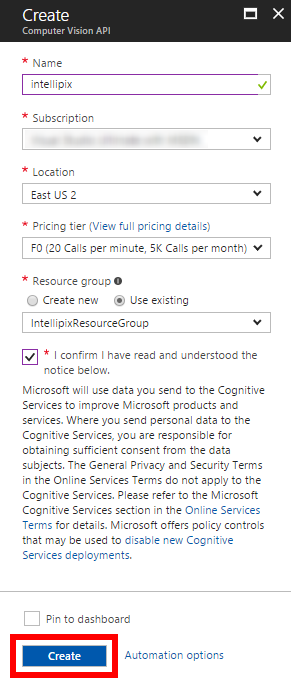 Create
Computer Vision API
* Name
intellipix
* Subscription
* Location
East US 2
* Pricing tier (View full pricing details)
F0 (20 Calls per minute, 5K Calls per month)
* Resource group
Create new Use existing
IntellipixResourceGroup
* I confirm I have read and understood the
notice below.
Microsoft will use data you send to the Cognitive
Services to improve Microsoft products and
services. Where you send personal data to the
Cognitive Services, you are responsible for
obtaining sufficient consent from the data
subjects. The General Privacy and Security Terms
in the Online Services Terms do not apply to the
Cognitive Services. Please refer to the Microsoft
Cognitive Services section in the Online Services
Terms for details. Microsoft offers policy controls
that may be used to disable new Cognitive
Services deployments.
Pin to dashboard
Create Automation options